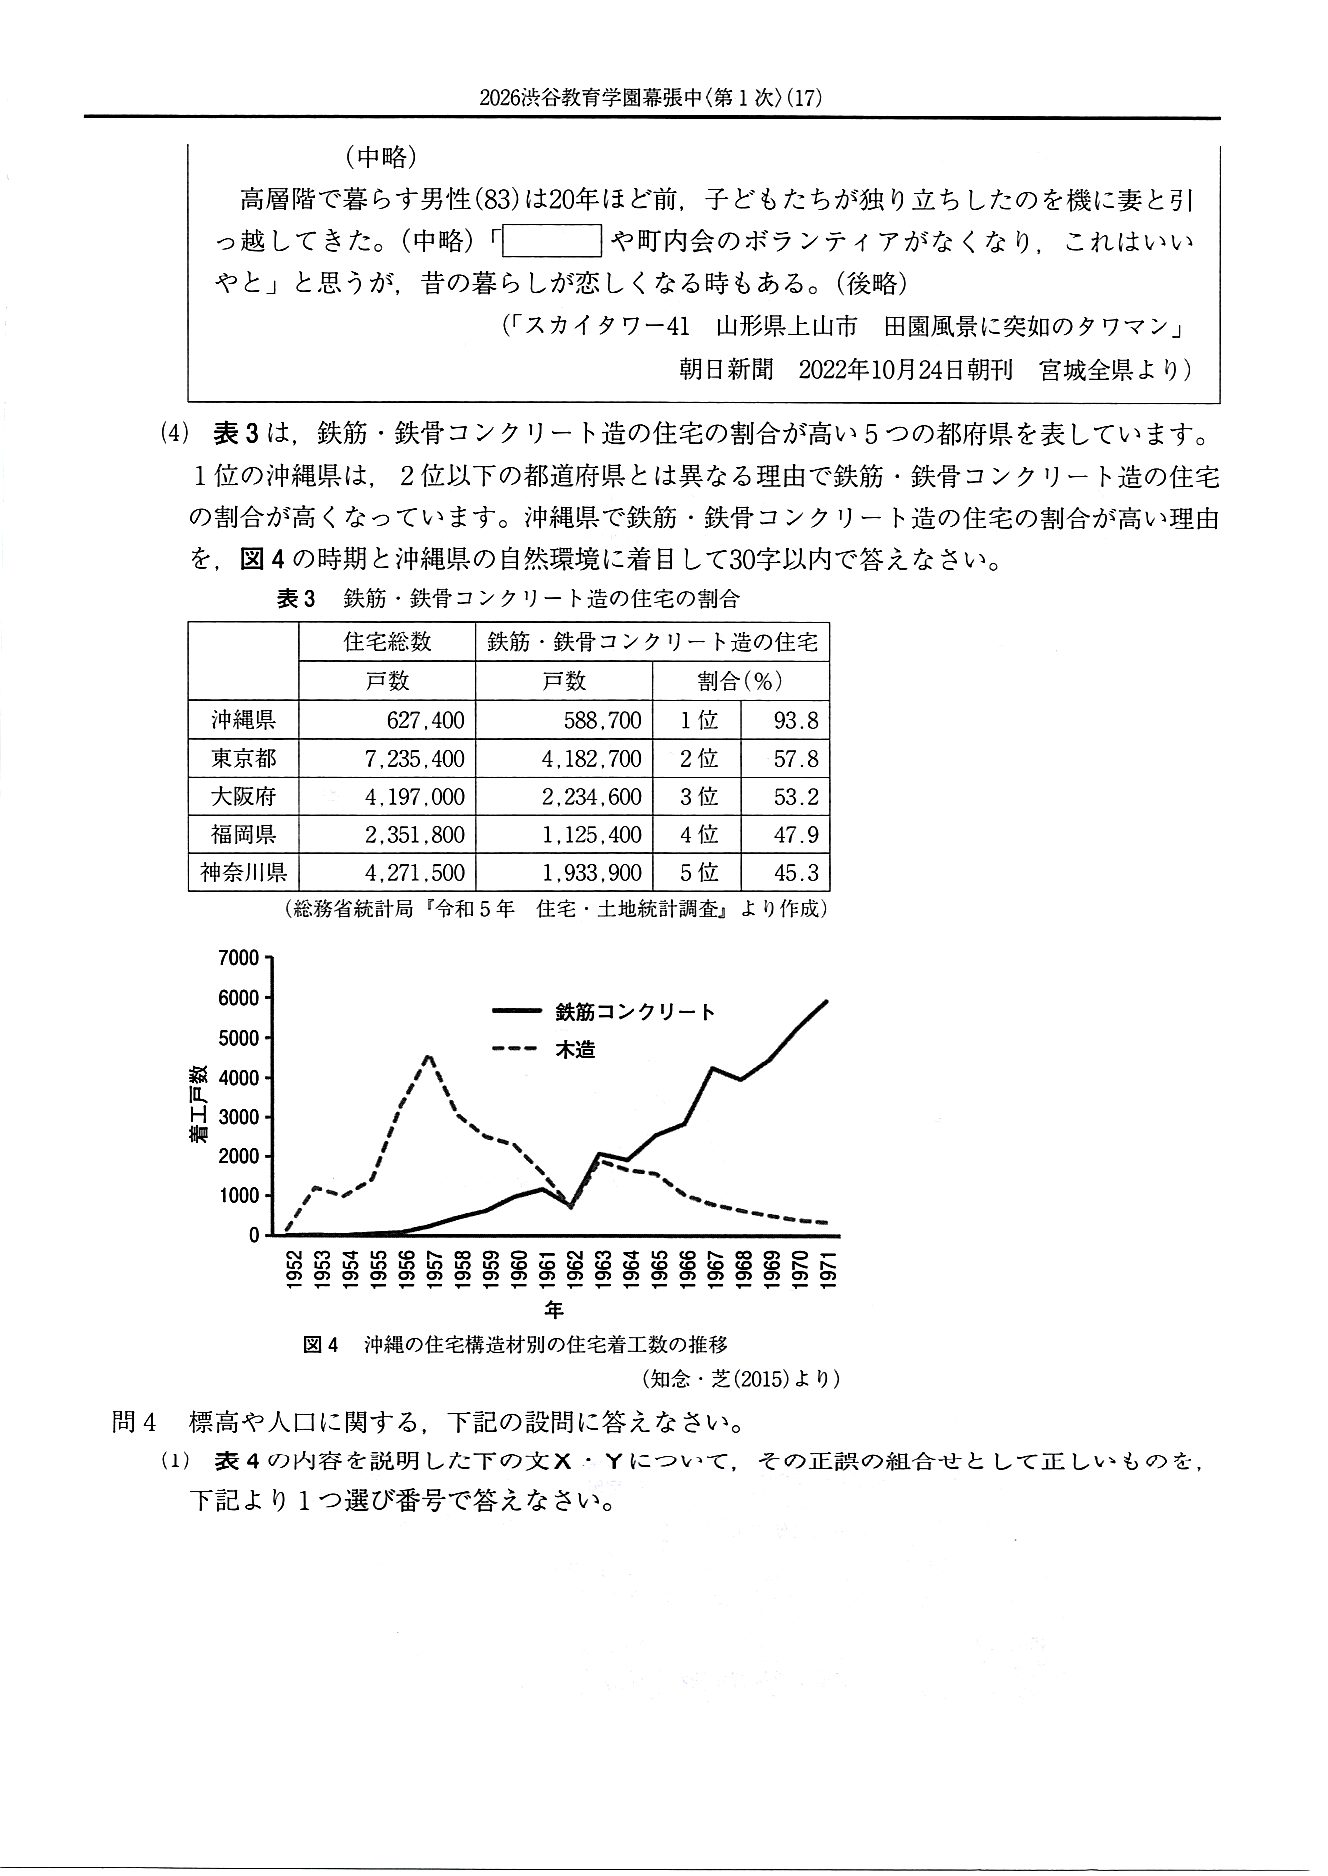 2026渋谷教育学園幕張中〈第1次〉(17)
(中略)
高層階で暮らす男性(83)は20年ほど前，子どもたちが独り立ちしたのを機に妻と引
っ越してきた。(中略)「　　　や町内会のボランティアがなくなり，これはいい
やと」と思うが，昔の暮らしが恋しくなる時もある。(後略)
(「スカイタワー41　山形県上山市　田園風景に突如のタワマン」
朝日新聞　2022年10月24日朝刊　宮城全県より)
(4)　表3は，鉄筋・鉄骨コンクリート造の住宅の割合が高い5つの都府県を表しています。
1位の沖縄県は，2位以下の都道府県とは異なる理由で鉄筋・鉄骨コンクリート造の住宅
の割合が高くなっています。沖縄県で鉄筋・鉄骨コンクリート造の住宅の割合が高い理由
を，図4の時期と沖縄県の自然環境に着目して30字以内で答えなさい。
表3　鉄筋・鉄骨コンクリート造の住宅の割合
住宅総数　鉄筋・鉄骨コンクリート造の住宅
戸数　戸数　割合(%)
沖縄県　627,400　588,700　1位　93.8
東京都　7,235,400　4,182,700　2位　57.8
大阪府　4,197,000　2,234,600　3位　53.2
福岡県　2,351,800　1,125,400　4位　47.9
神奈川県　4,271,500　1,933,900　5位　45.3
(総務省統計局『令和5年　住宅・土地統計調査』より作成)
7000
6000
5000
4000
3000
2000
1000
0
着工戸数
鉄筋コンクリート
木造
1952 1953 1954 1955 1956 1957 1958 1959 1960 1961 1962 1963 1964 1965 1966 1967 1968 1969 1970 1971
年
図4　沖縄の住宅構造材別の住宅着工数の推移
(知念・芝(2015)より)
問4　標高や人口に関する，下記の設問に答えなさい。
(1)　表4の内容を説明した下の文X・Yについて，その正誤の組合せとして正しいものを，
下記より1つ選び番号で答えなさい。